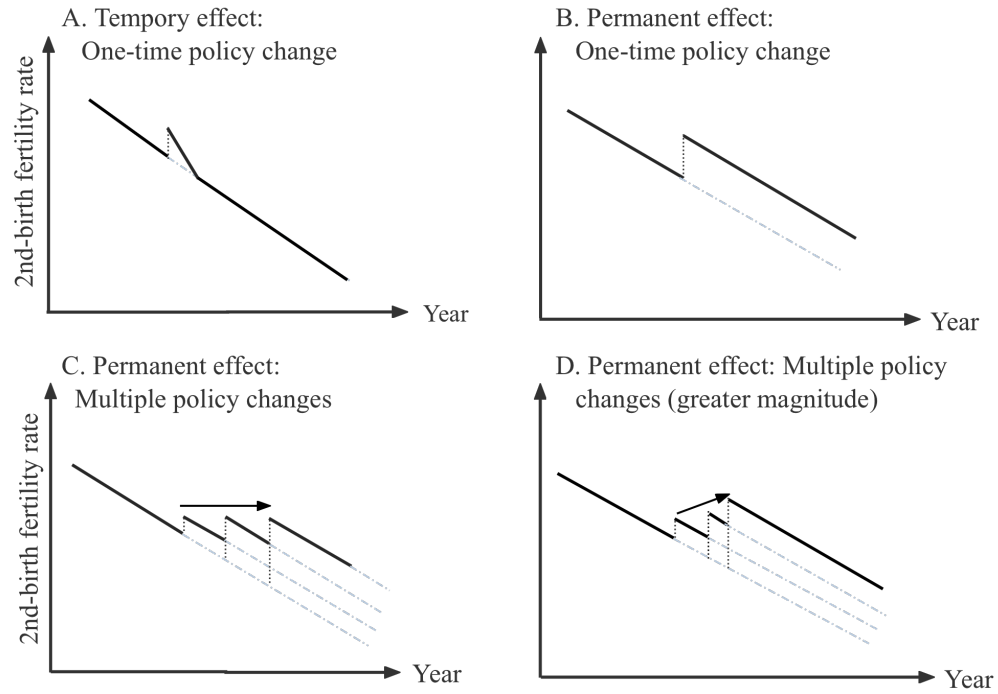 A. Tempory effect:
One-time policy change
2nd-birth fertility rate
Year
B. Permanent effect:
One-time policy change
Year
C. Permanent effect:
Multiple policy changes
2nd-birth fertility rate
Year
D. Permanent effect: Multiple policy
changes (greater magnitude)
Year